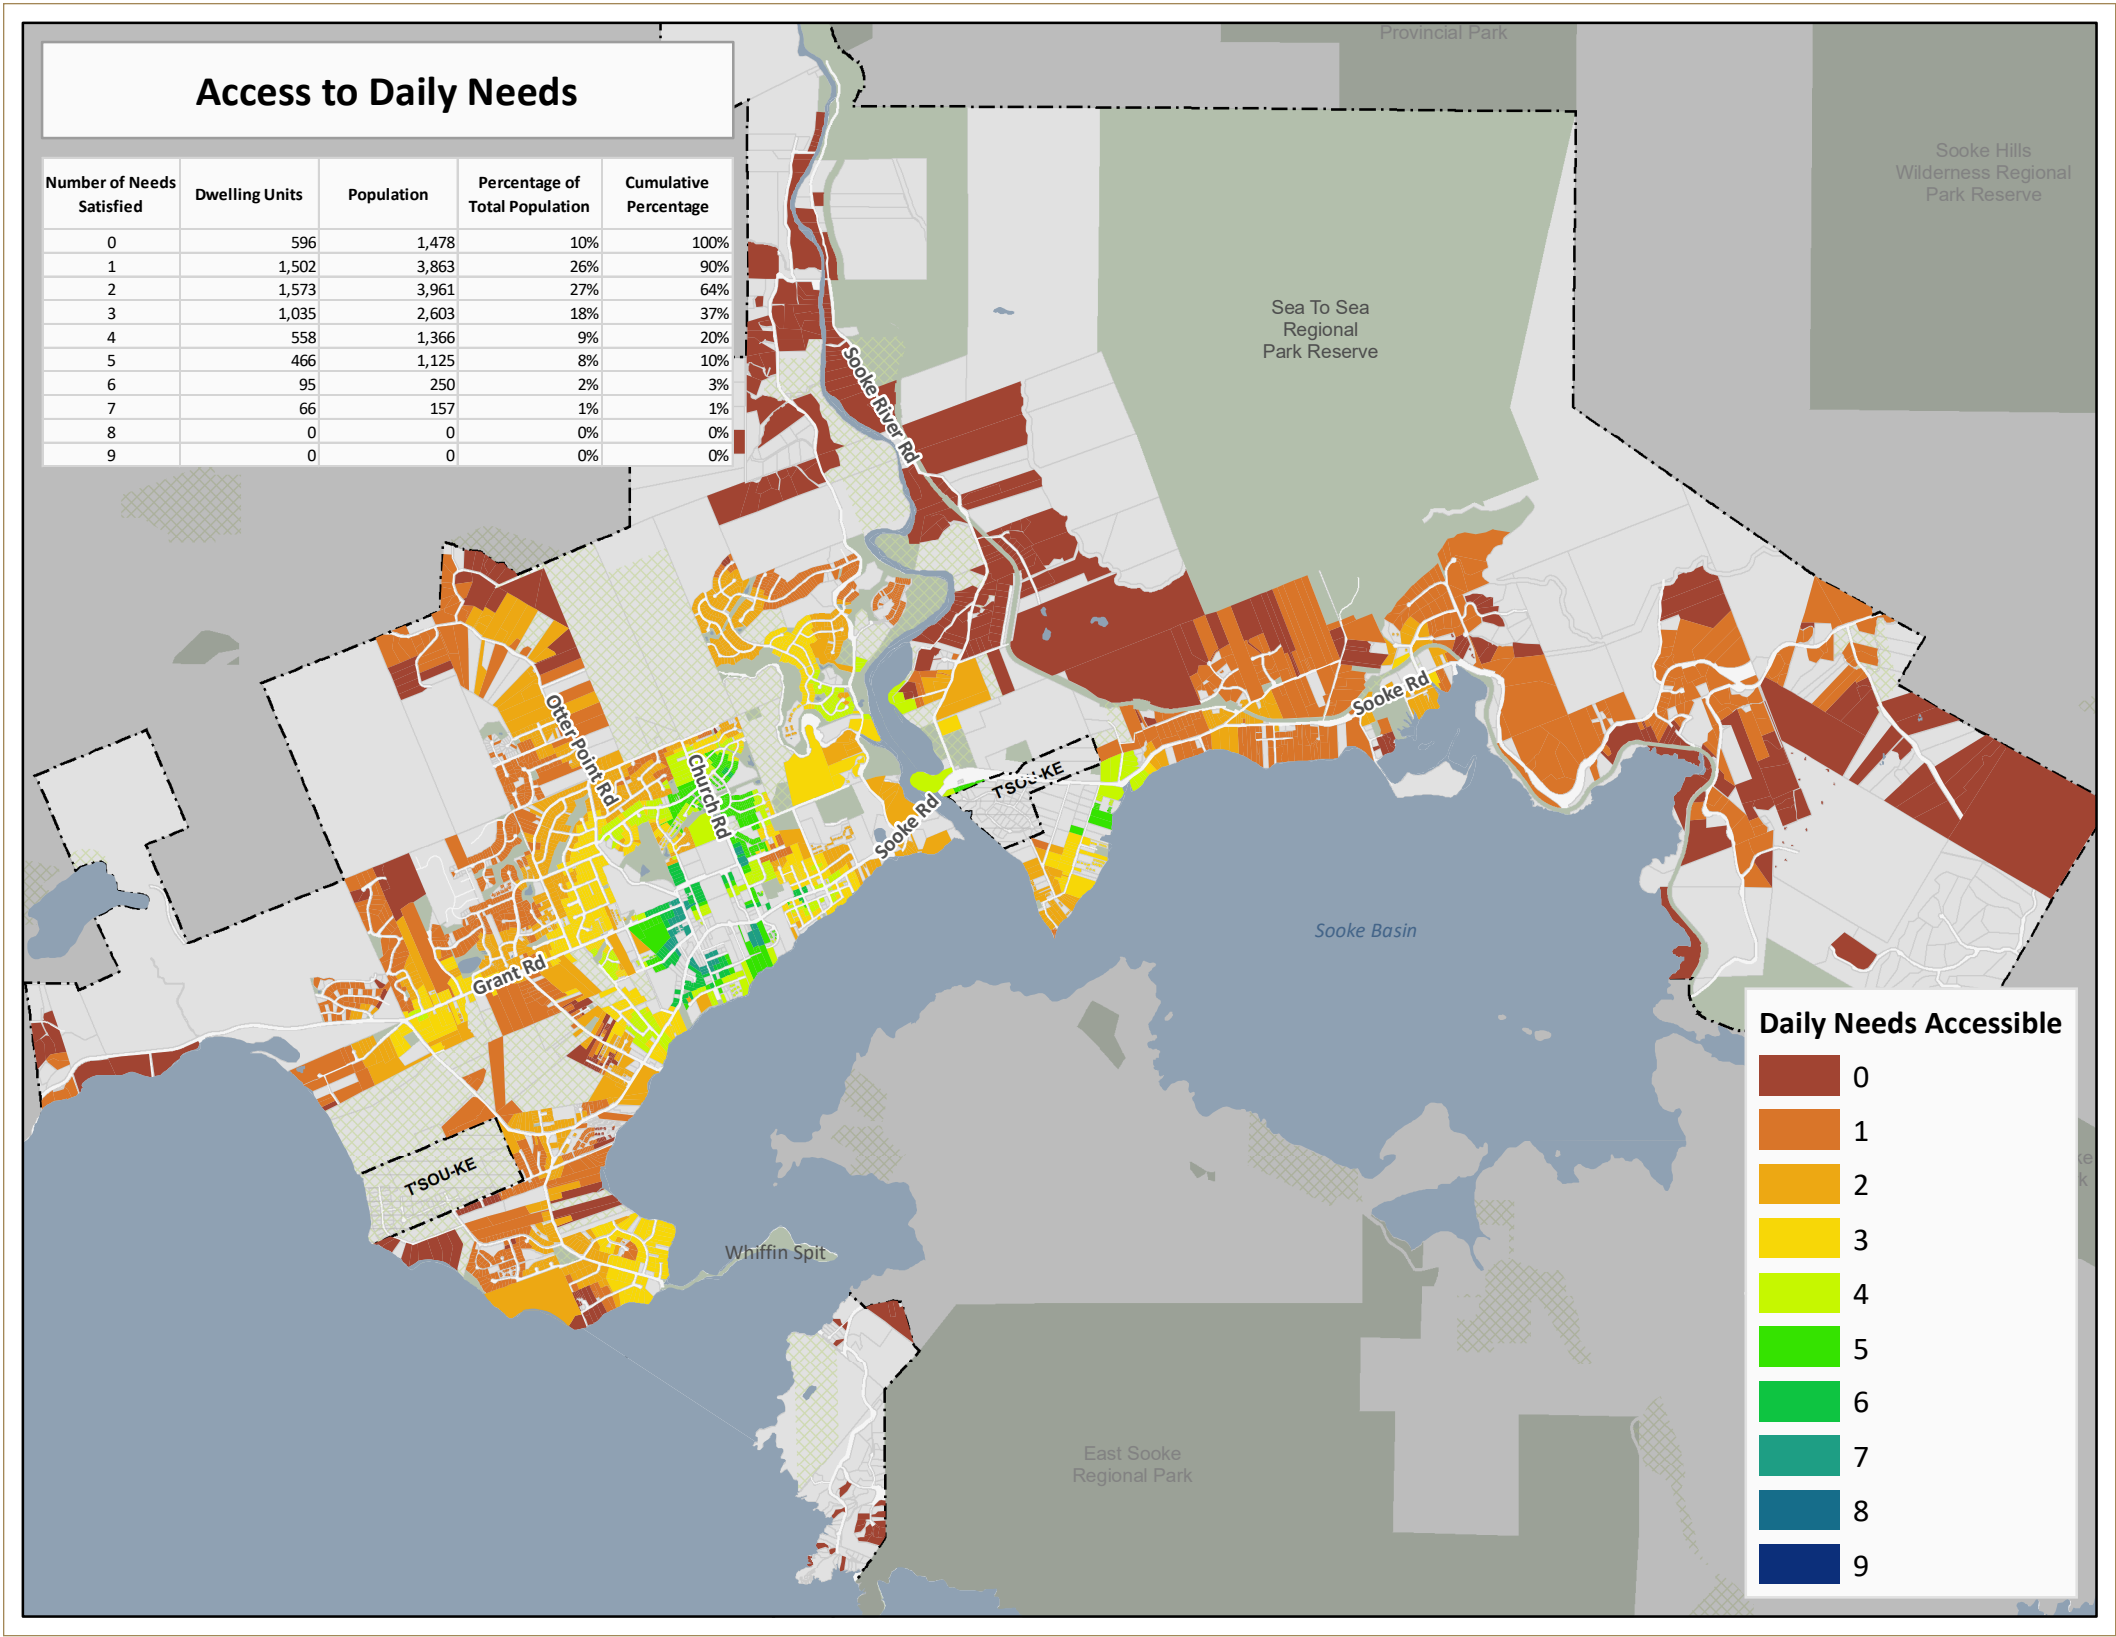 Access to Daily Needs
Number of Needs Satisfied | Dwelling Units | Population | Percentage of Total Population | Cumulative Percentage
0 | 596 | 1,478 | 10% | 100%
1 | 1,502 | 3,863 | 26% | 90%
2 | 1,573 | 3,961 | 27% | 64%
3 | 1,035 | 2,603 | 18% | 37%
4 | 558 | 1,366 | 9% | 20%
5 | 466 | 1,125 | 8% | 10%
6 | 95 | 250 | 2% | 3%
7 | 66 | 157 | 1% | 1%
8 | 0 | 0 | 0% | 0%
9 | 0 | 0 | 0% | 0%
Provincial Park
Sooke Hills
Wilderness Regional
Park Reserve
Sea To Sea
Regional
Park Reserve
Sooke River Rd
Otter Point Rd
Church Rd
Sooke Rd
Sooke Rd
T'SOU-KE
Grant Rd
Sooke Basin
T'SOU-KE
Whiffin Spit
East Sooke
Regional Park
Daily Needs Accessible
0
1
2
3
4
5
6
7
8
9